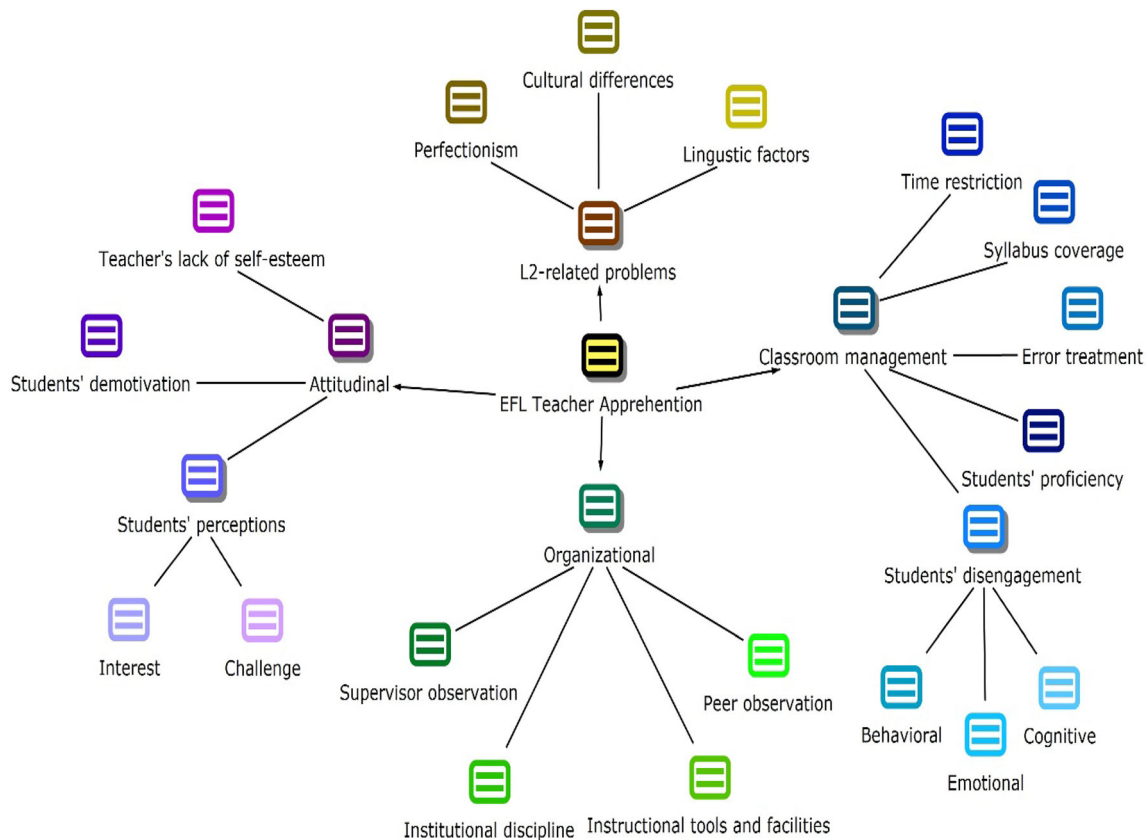 Cultural differences
Perfectionism
Lingustic factors
Time restriction
Teacher's lack of self-esteem
Syllabus coverage
L2-related problems
Students' demotivation
Attitudinal
Classroom management
Error treatment
EFL Teacher Apprehention
Students' proficiency
Students' perceptions
Organizational
Students' disengagement
Interest
Challenge
Supervisor observation
Peer observation
Behavioral
Cognitive
Emotional
Institutional discipline
Instructional tools and facilities